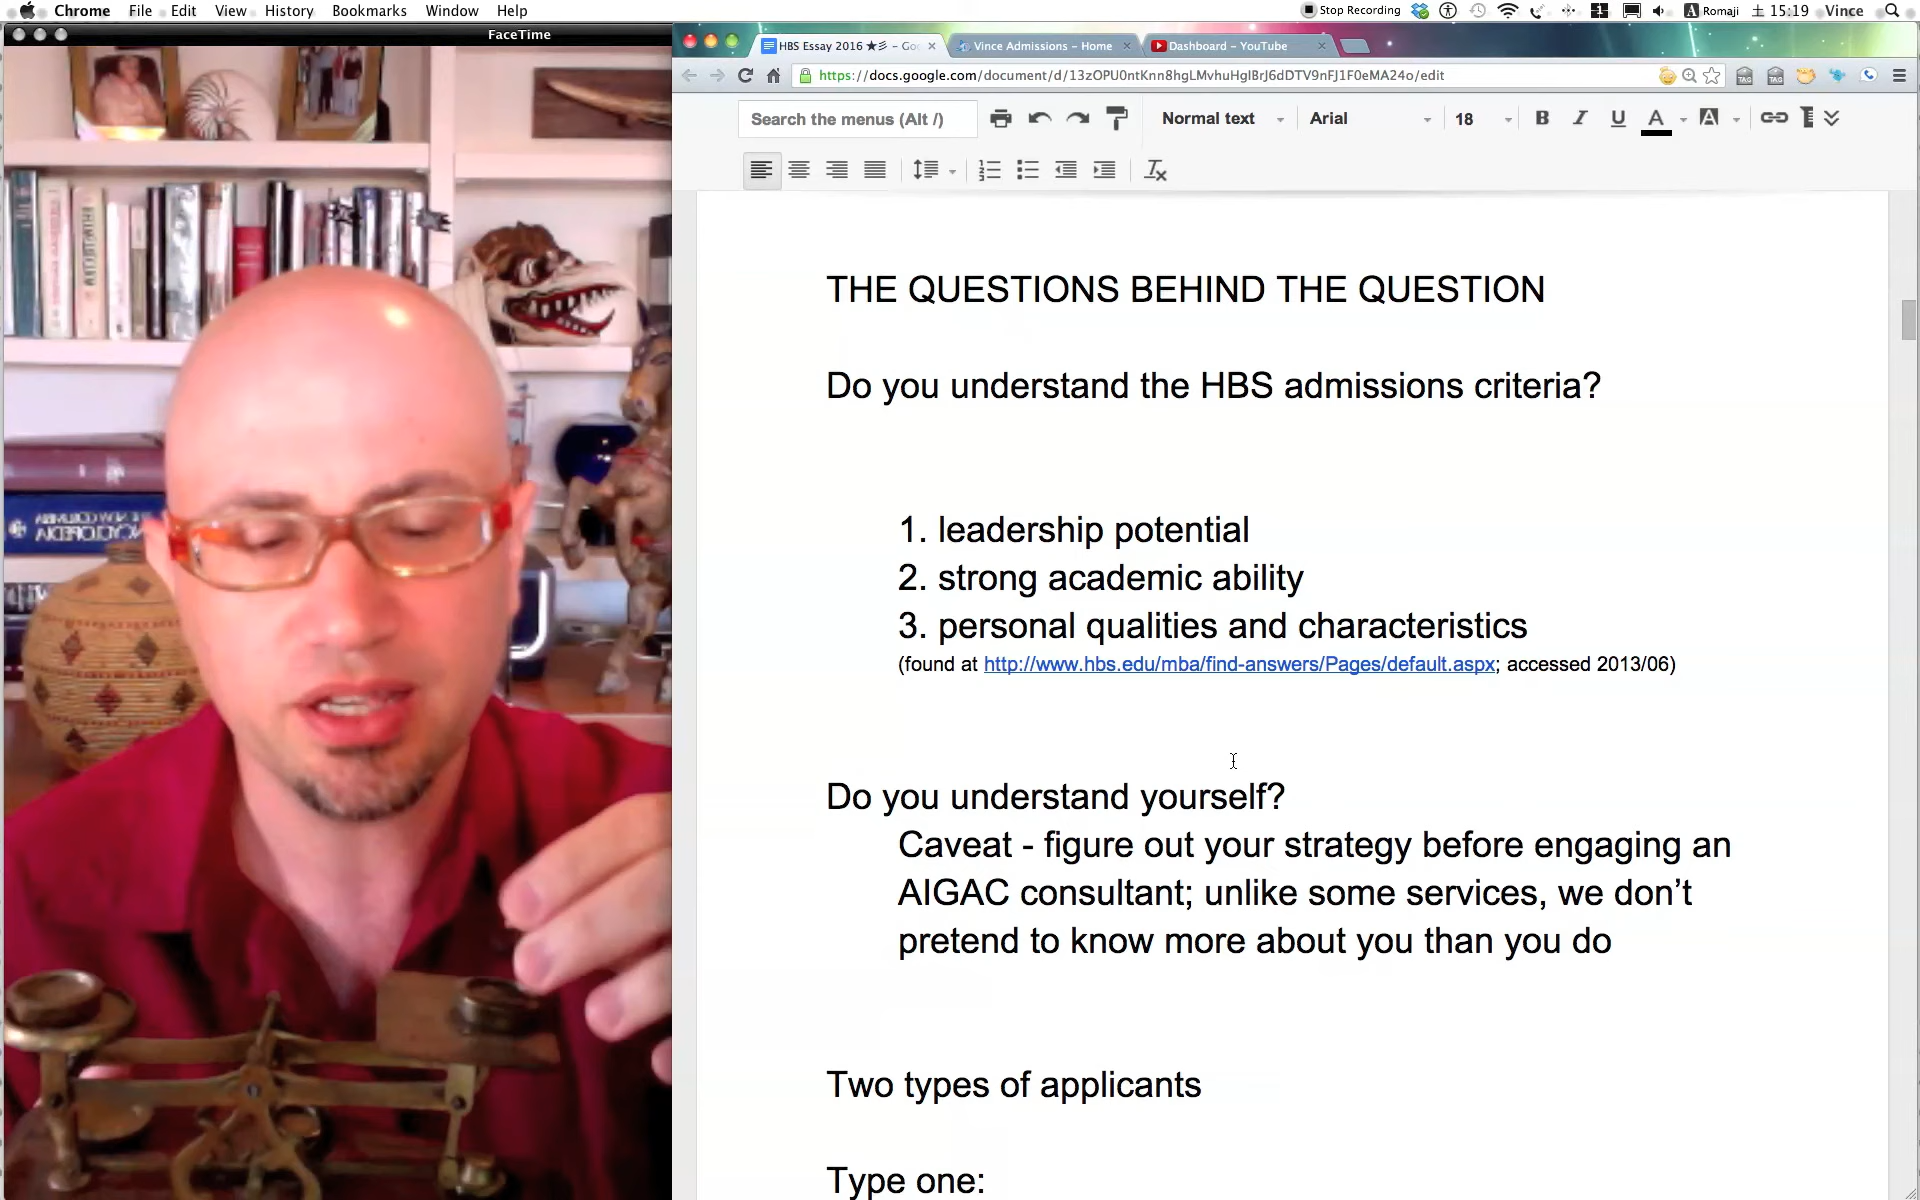 Chrome File Edit View History Bookmarks Window Help
Stop Recording
Romaji 土 15:19 Vince
FaceTime
HBS Essay 2016 ★彡 - Goo
Vince Admissions - Home
Dashboard - YouTube
https://docs.google.com/document/d/13zOPU0ntKnn8hgLMvhuHglBrJ6dDTV9nFJ1F0eMA24o/edit
Search the menus (Alt /)
Normal text
Arial
18
B I U A A
THE QUESTIONS BEHIND THE QUESTION
Do you understand the HBS admissions criteria?
1. leadership potential
2. strong academic ability
3. personal qualities and characteristics
(found at http://www.hbs.edu/mba/find-answers/Pages/default.aspx; accessed 2013/06)
Do you understand yourself?
Caveat - figure out your strategy before engaging an
AIGAC consultant; unlike some services, we don’t
pretend to know more about you than you do
Two types of applicants
Type one: